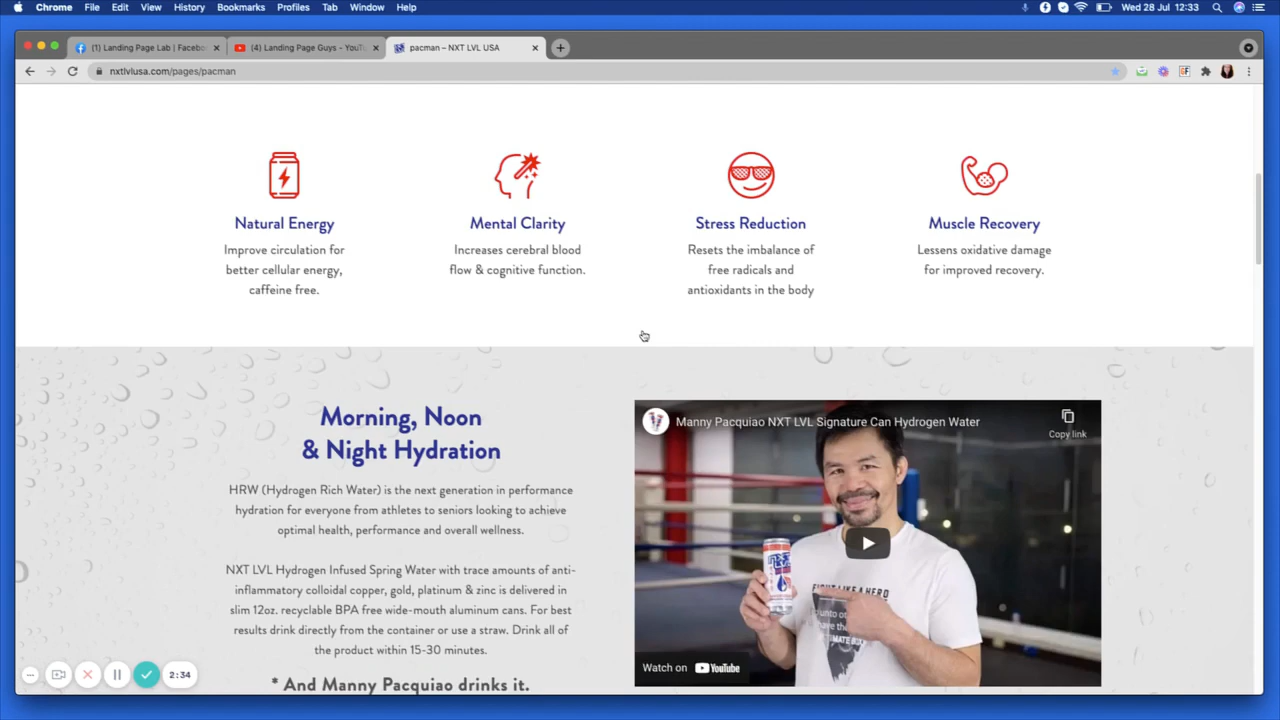 Chrome File Edit View History Bookmarks Profiles Tab Window Help Wed 28 Jul 12:33
(1) Landing Page Lab | Facebo (4) Landing Page Guys - YouTu pacman – NXT LVL USA
nxtlvlusa.com/pages/pacman
Natural Energy Mental Clarity Stress Reduction Muscle Recovery
Improve circulation for Increases cerebral blood Resets the imbalance of Lessens oxidative damage
better cellular energy, flow & cognitive function. free radicals and for improved recovery.
caffeine free. antioxidants in the body
Morning, Noon
& Night Hydration
HRW (Hydrogen Rich Water) is the next generation in performance
hydration for everyone from athletes to seniors looking to achieve
optimal health, performance and overall wellness.
NXT LVL Hydrogen Infused Spring Water with trace amounts of anti-
inflammatory colloidal copper, gold, platinum & zinc is delivered in
slim 12oz. recyclable BPA free wide-mouth aluminum cans. For best
results drink directly from the container or use a straw. Drink all of
the product within 15-30 minutes.
* And Manny Pacquiao drinks it.
Manny Pacquiao NXT LVL Signature Can Hydrogen Water
Copy link
FIGHT LIKE A HERO
Watch on YouTube
2:34